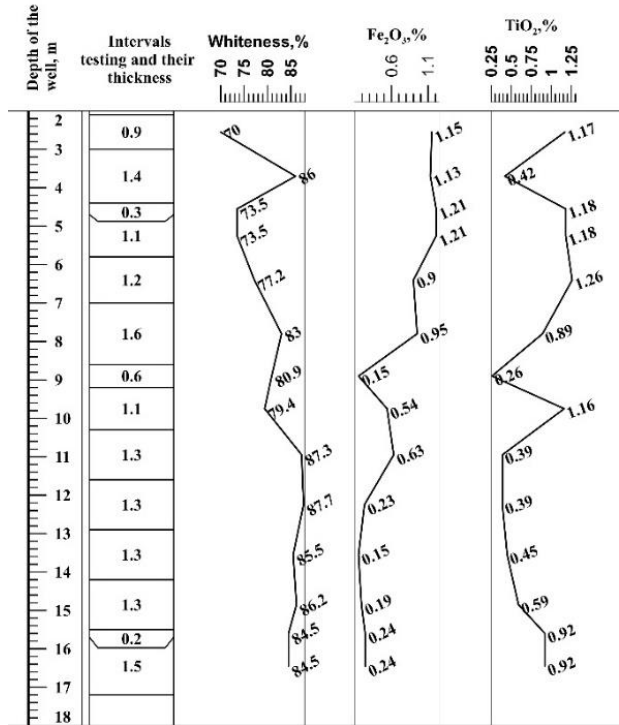 Depth of the well, m
Intervals testing and their thickness
Whiteness,%
70 75 80 85
Fe₂O₃,%
0.6 1.1
TiO₂,%
0.25 0.5 0.75 1 1.25
2
0.9 70 1.15 1.17
3
1.4 86 1.13 0.42
4
0.3 73.5 1.21 1.18
5
1.1 73.5 1.21 1.18
6
1.2 77.2 0.9 1.26
7
1.6 83 0.95 0.89
8
0.6 80.9 0.15 0.26
9
1.1 79.4 0.54 1.16
10
11
1.3 87.3 0.63 0.39
12
1.3 87.7 0.23 0.39
13
1.3 85.5 0.15 0.45
14
15
1.3 86.2 0.19 0.59
0.2 84.5 0.24 0.92
16
1.5 84.5 0.24 0.92
17
18